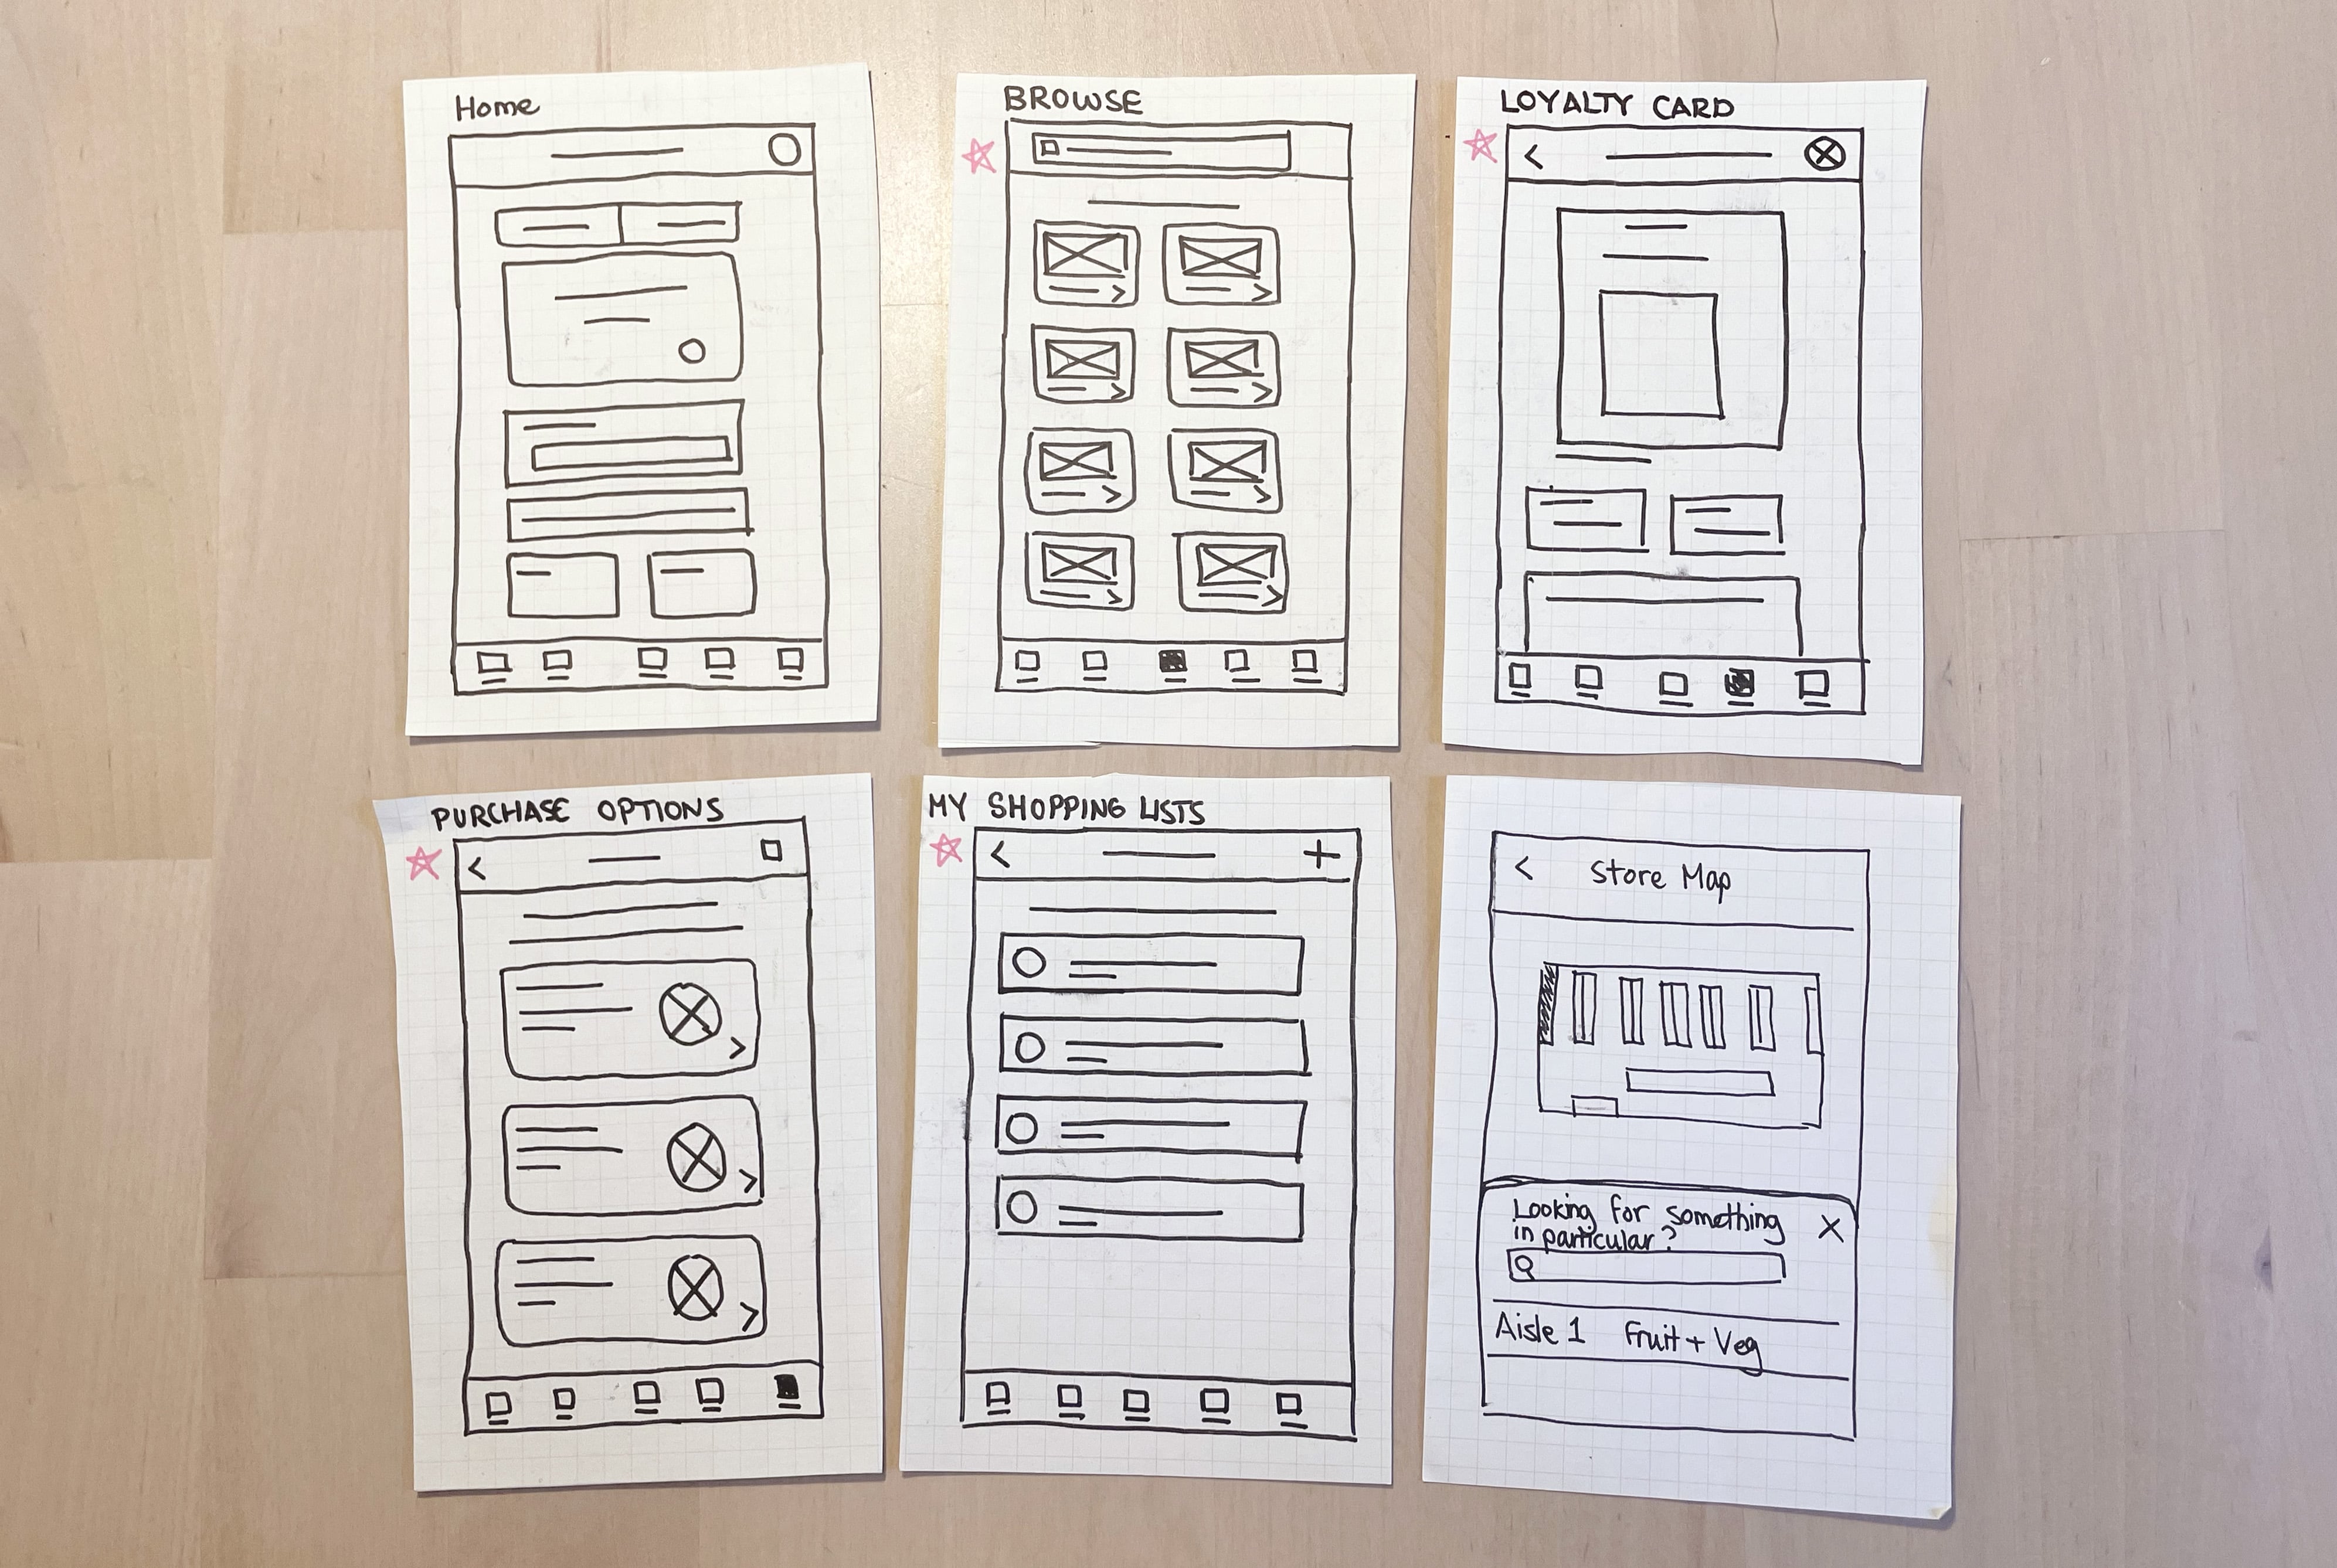 Home
BROWSE
LOYALTY CARD
PURCHASE OPTIONS
MY SHOPPING LISTS
Store Map
Looking for something
in particular?
Aisle 1 Fruit + Veg